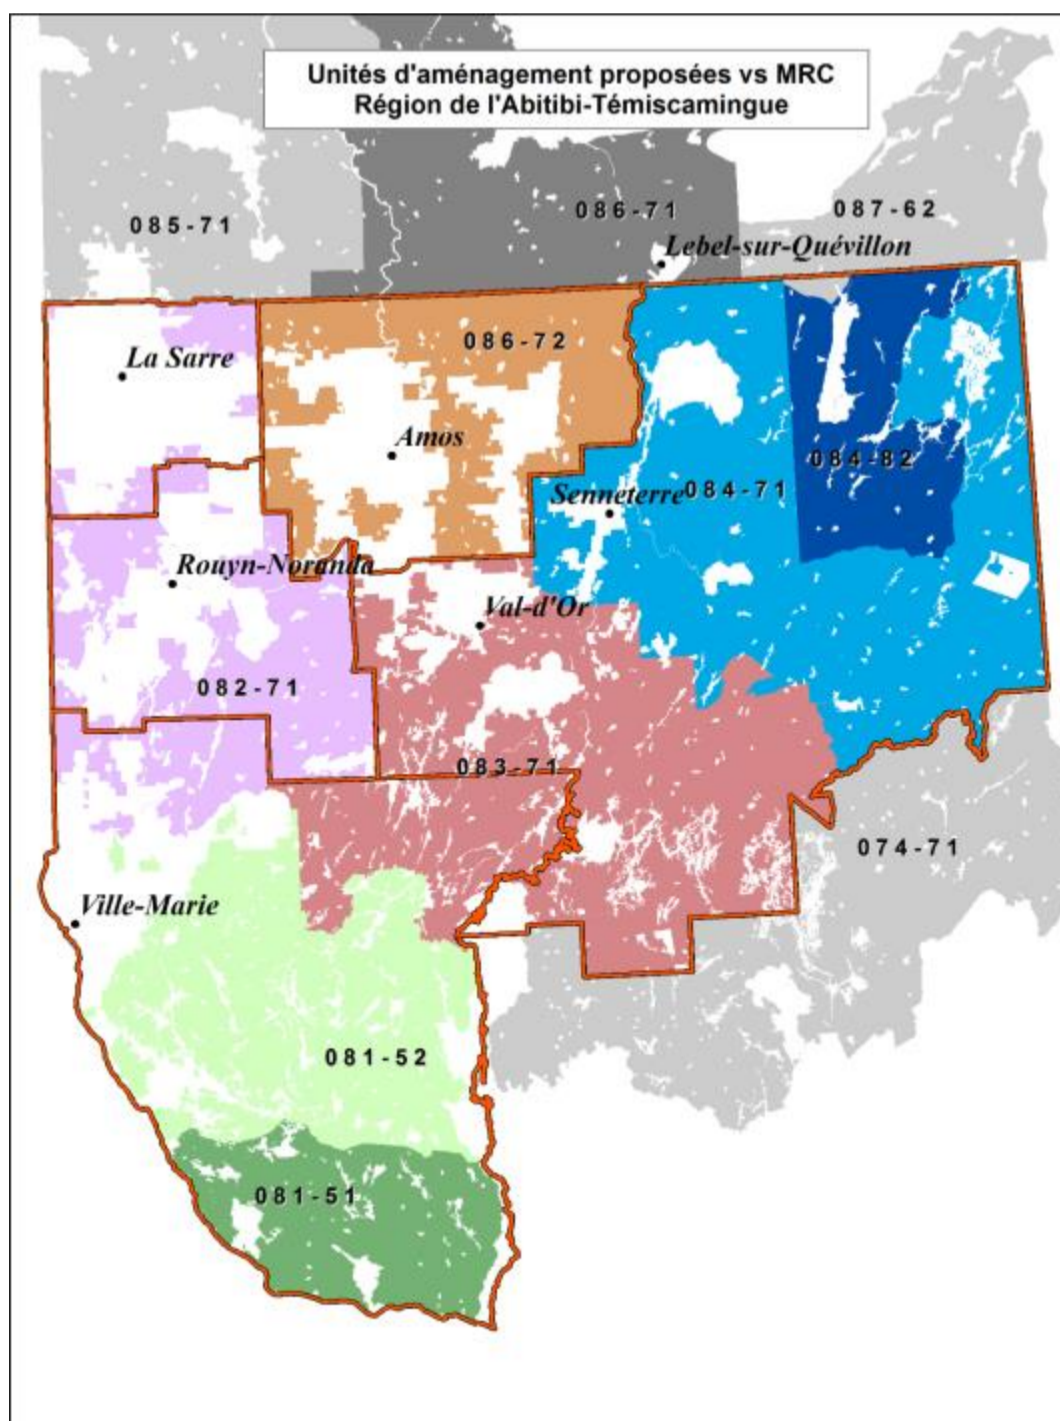 Unités d'aménagement proposées vs MRC
Région de l'Abitibi-Témiscamingue
085-71
086-71
087-62
Lebel-sur-Quévillon
086-72
La Sarre
Amos
084-82
084-71
Senneterre
Rouyn-Noranda
Val-d'Or
082-71
083-71
074-71
Ville-Marie
081-52
081-51